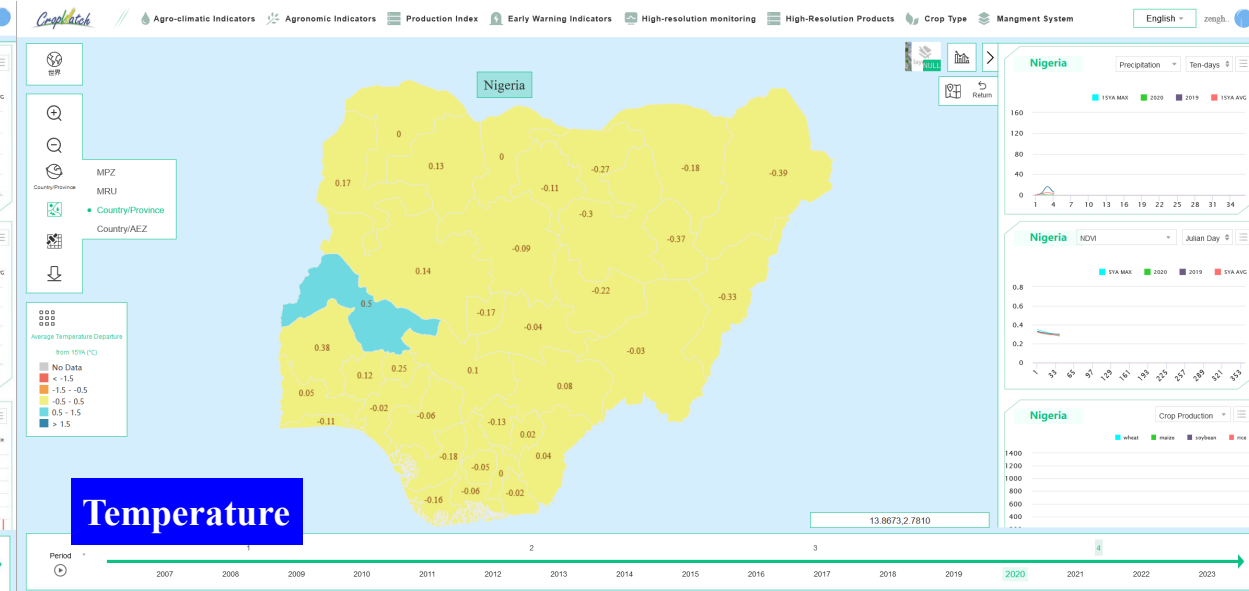 CropWatch
Agro-climatic Indicators
Agronomic Indicators
Production Index
Early Warning Indicators
High-resolution monitoring
High-Resolution Products
Crop Type
Mangment System
English
zengh..
世界
Country/Province
MPZ
MRU
Country/Province
Country/AEZ
Average Temperature Departure
from 15YA (°C)
No Data
< -1.5
-1.5 - -0.5
-0.5 - 0.5
0.5 - 1.5
> 1.5
Nigeria
NULL
Return
0
0.13
0
0.17
-0.11
-0.27
-0.18
-0.39
-0.3
-0.37
-0.09
0.14
-0.22
-0.33
0.5
-0.17
-0.04
0.38
-0.03
0.12
0.25
0.1
0.08
0.05
-0.02
-0.06
-0.11
-0.13
0.02
-0.18
-0.05
0.04
0
-0.16
-0.06
-0.02
Temperature
13.8673,2.7810
Nigeria
Precipitation
Ten-days
15YA MAX 2020 2019 15YA AVG
160
120
80
40
0
1 4 7 10 13 16 19 22 25 28 31 34
Nigeria
NDVI
Julian Day
5YA MAX 2020 2019 5YA AVG
0.8
0.6
0.4
0.2
0
1 33 65 97 129 161 193 225 257 289 321 353
Nigeria
Crop Production
wheat maize soybean rice
1400
1200
1000
800
600
400
Period
1 2 3 4
2007 2008 2009 2010 2011 2012 2013 2014 2015 2016 2017 2018 2019 2020 2021 2022 2023